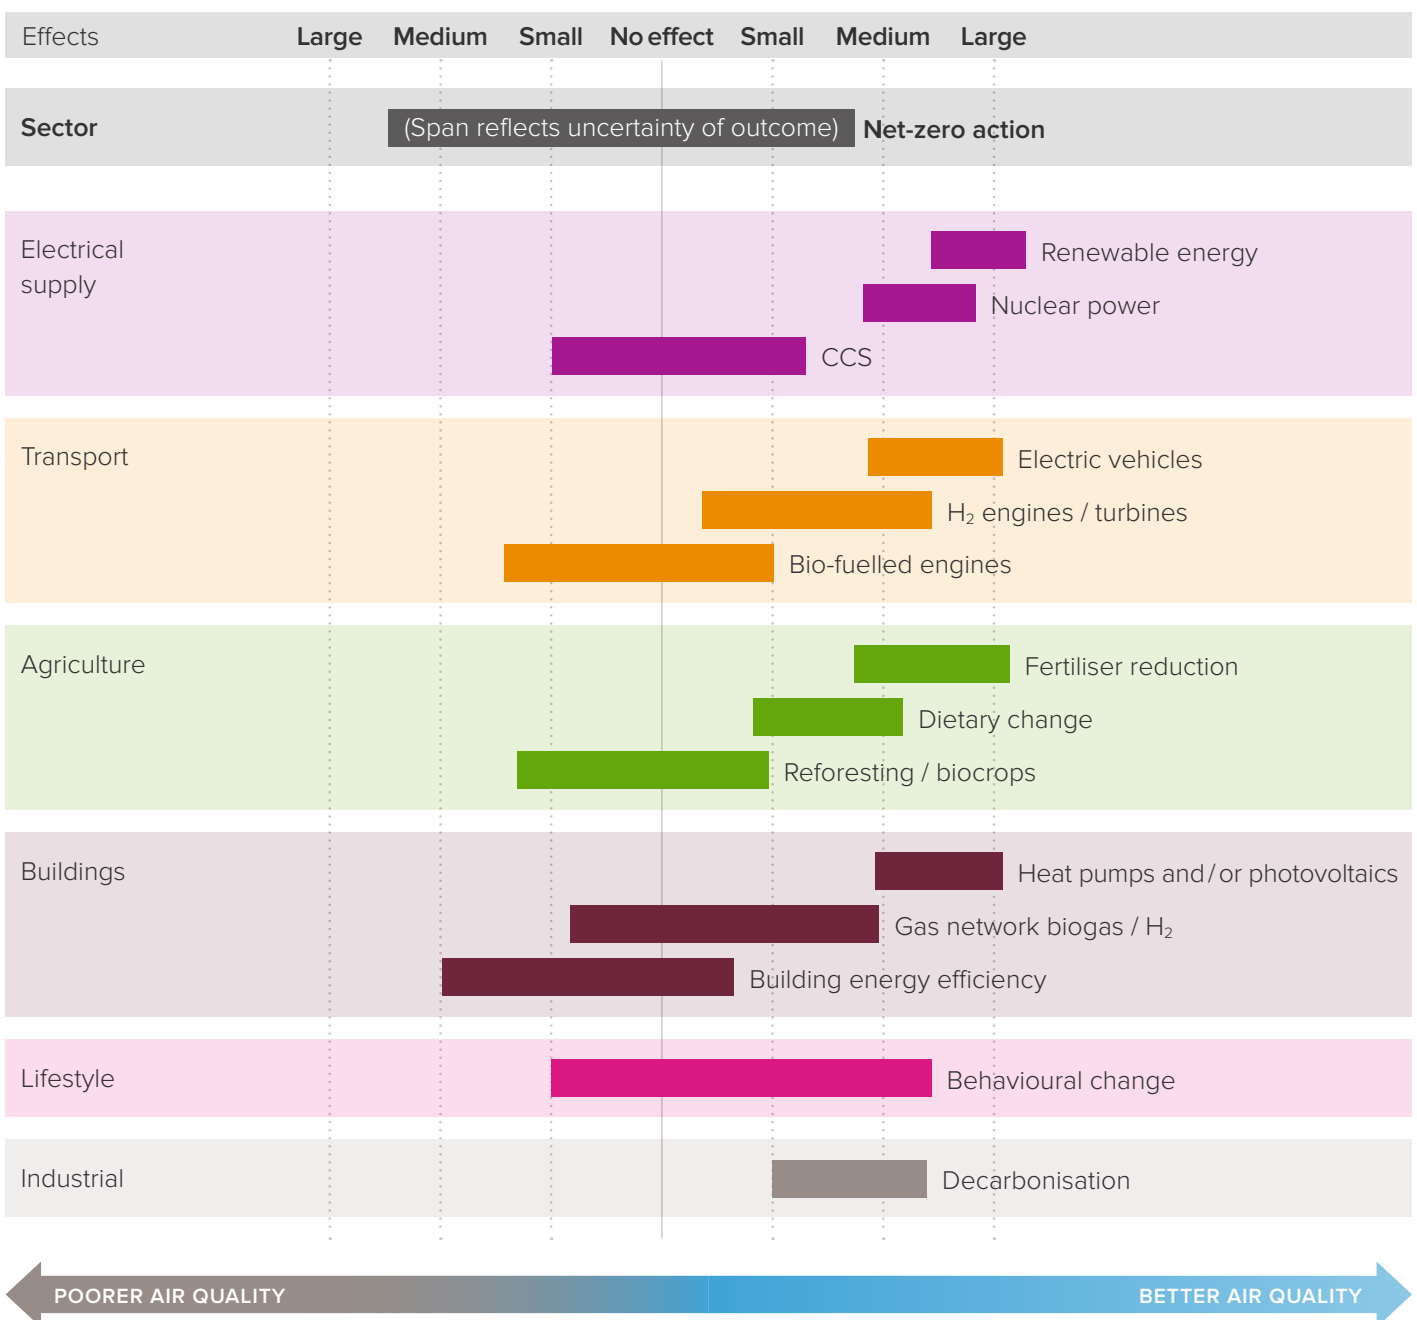 Effects Large Medium Small No effect Small Medium Large
Sector (Span reflects uncertainty of outcome) Net-zero action
Electrical
supply
Renewable energy
Nuclear power
CCS
Transport
Electric vehicles
H₂ engines / turbines
Bio-fuelled engines
Agriculture
Fertiliser reduction
Dietary change
Reforesting / biocrops
Buildings
Heat pumps and/or photovoltaics
Gas network biogas / H₂
Building energy efficiency
Lifestyle
Behavioural change
Industrial
Decarbonisation
POORER AIR QUALITY BETTER AIR QUALITY